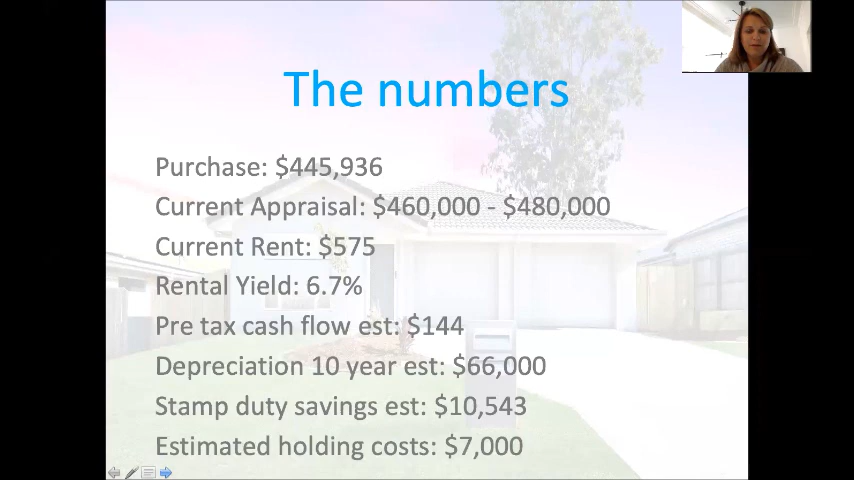 The numbers
Purchase: $445,936
Current Appraisal: $460,000 - $480,000
Current Rent: $575
Rental Yield: 6.7%
Pre tax cash flow est: $144
Depreciation 10 year est: $66,000
Stamp duty savings est: $10,543
Estimated holding costs: $7,000